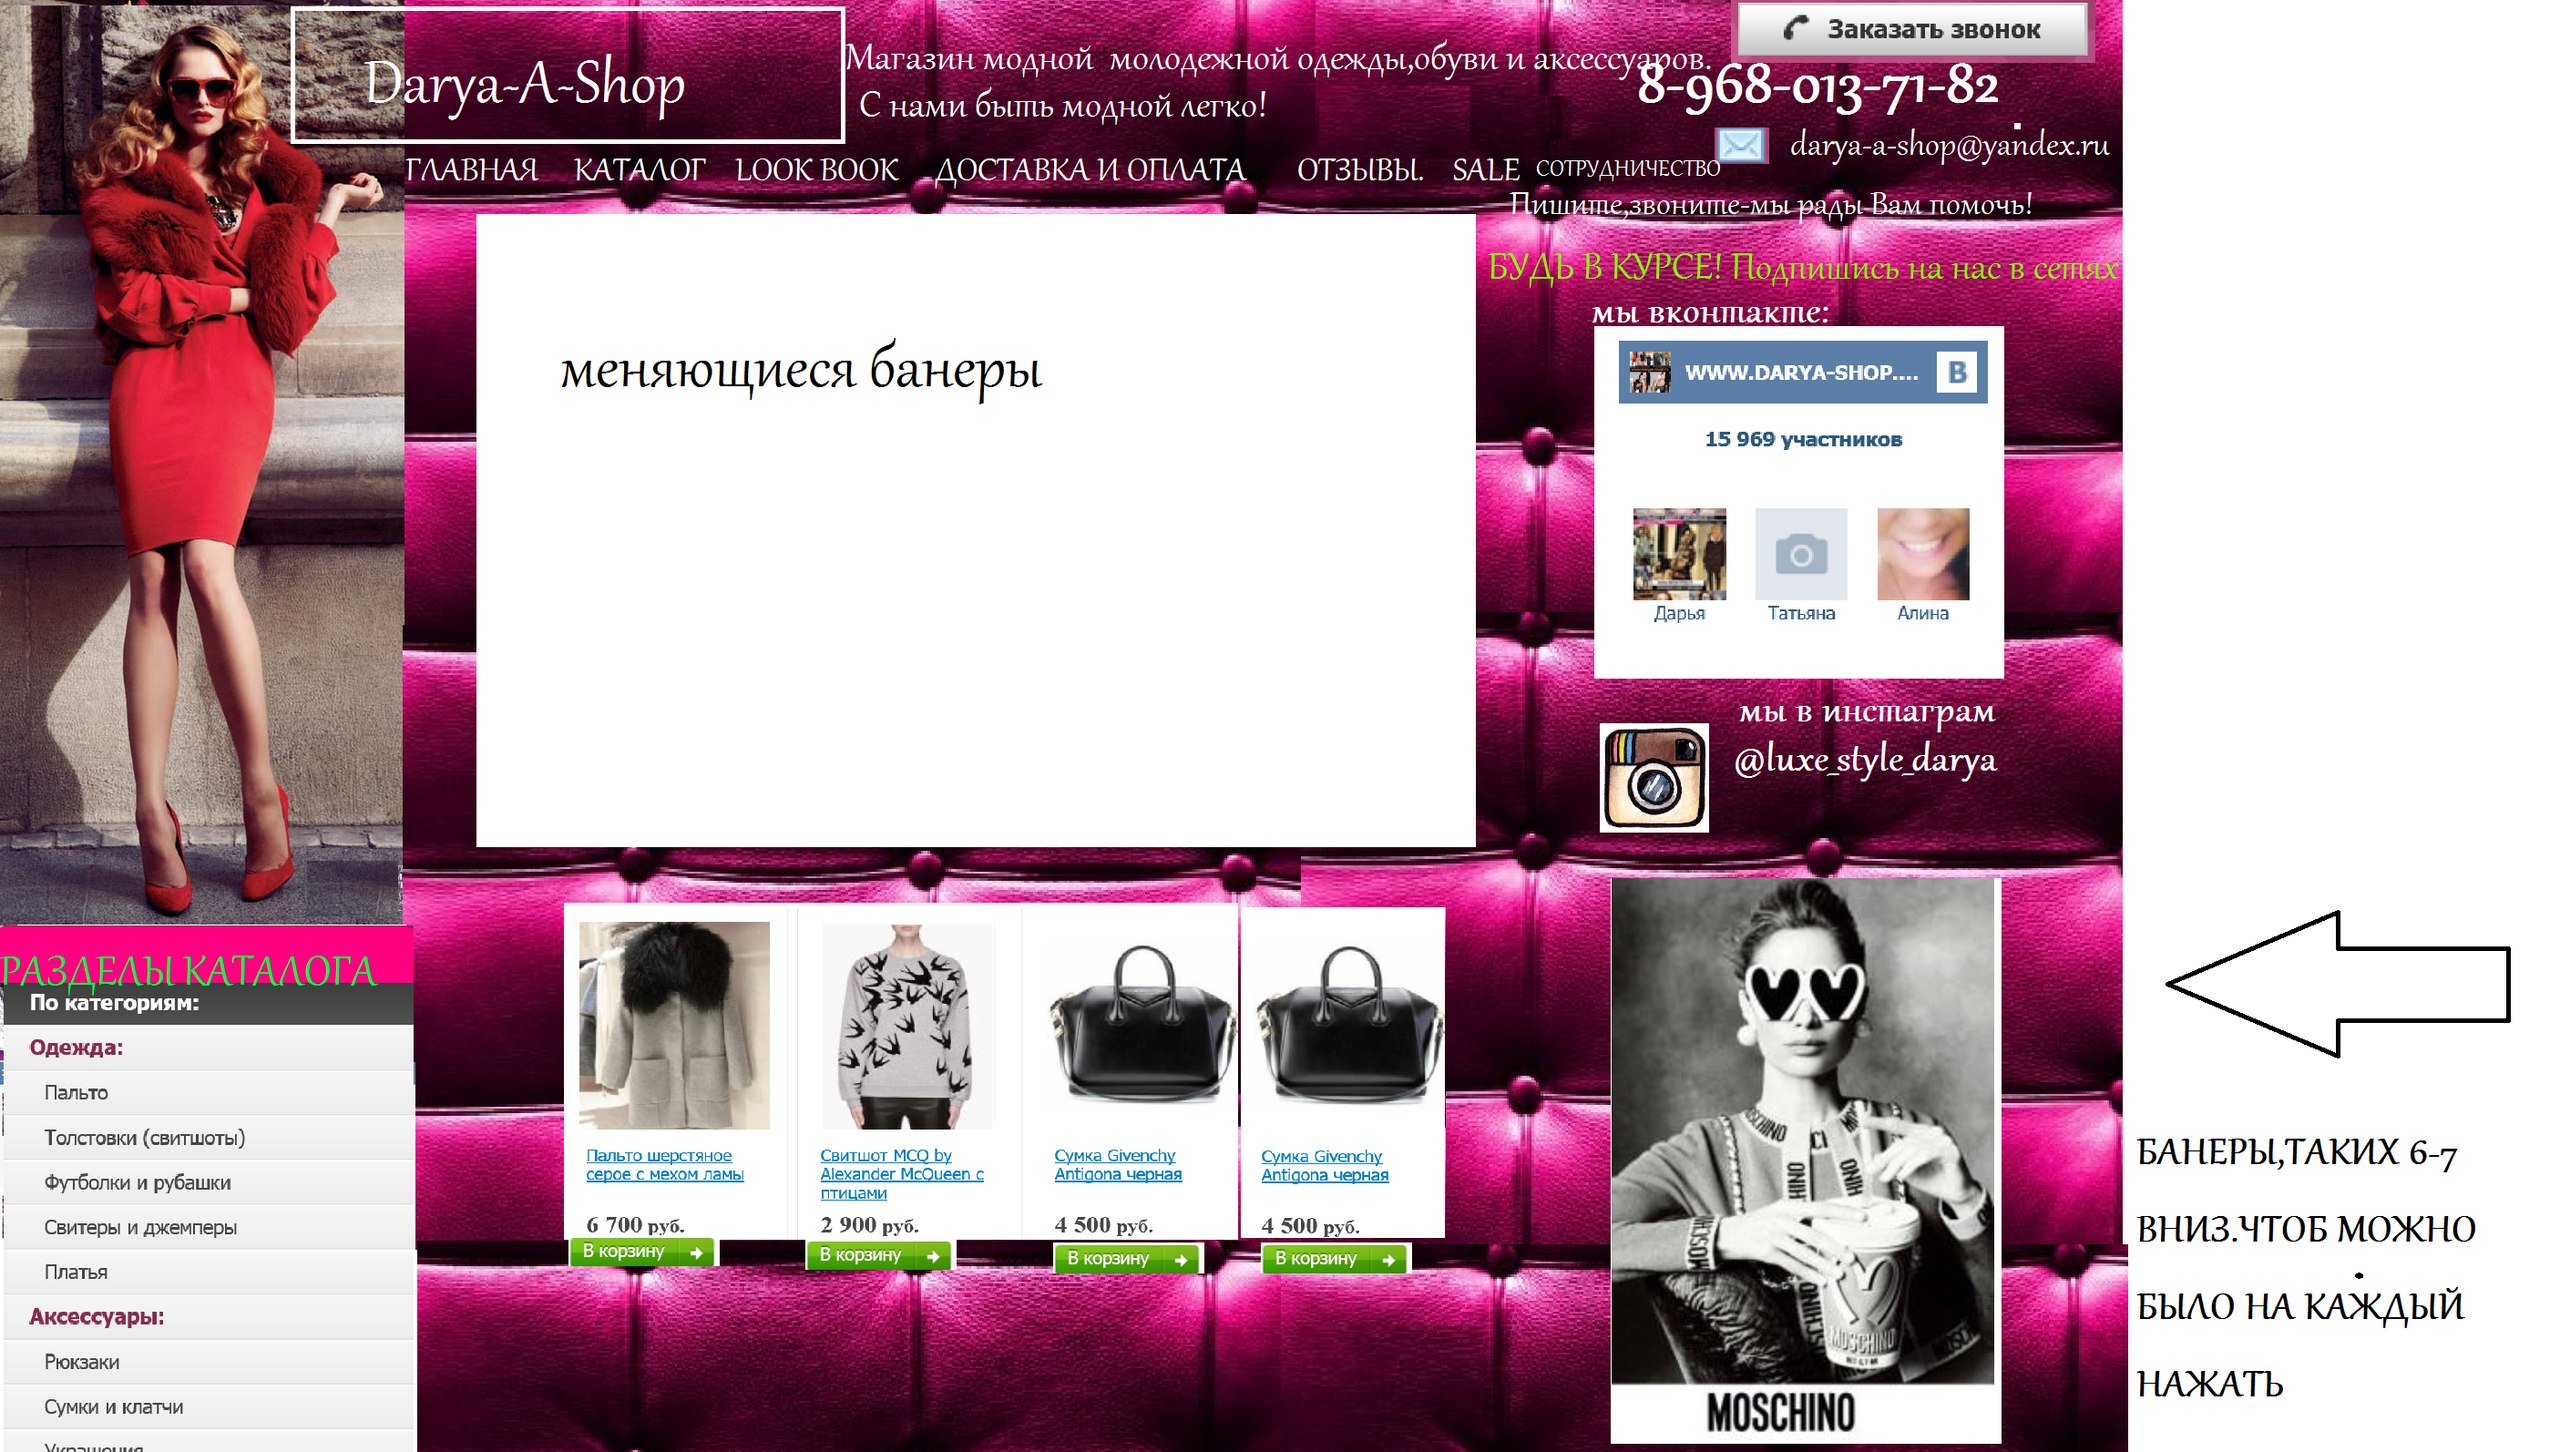 Darya-A-Shop
Магазин модной молодежной одежды,обуви и аксессуаров.
С нами быть модной легко!
Заказать звонок
8-968-013-71-82
darya-a-shop@yandex.ru
ГЛАВНАЯ КАТАЛОГ LOOK BOOK ДОСТАВКА И ОПЛАТА ОТЗЫВЫ. SALE СОТРУДНИЧЕСТВО
Пишите,звоните-мы рады Вам помочь!
БУДЬ В КУРСЕ! Подпишись на нас в сетях
мы вконтакте:
WWW.DARYA-SHOP.... B
15 969 участников
Дарья Татьяна Алина
меняющиеся банеры
мы в инстаграм
@luxe_style_darya
РАЗДЕЛЫ КАТАЛОГА
По категориям:
Одежда:
Пальто
Толстовки (свитшоты)
Футболки и рубашки
Свитеры и джемперы
Платья
Аксессуары:
Рюкзаки
Сумки и клатчи
Украшения
Пальто шерстяное
серое с мехом ламы
6 700 руб.
В корзину
Свитшот MCQ by
Alexander McQueen с
птицами
2 900 руб.
В корзину
Сумка Givenchy
Antigona черная
4 500 руб.
В корзину
Сумка Givenchy
Antigona черная
4 500 руб.
В корзину
MOSCHINO
MOSCHINO
MOSCHINO
БАНЕРЫ,ТАКИХ 6-7
ВНИЗ.ЧТОБ МОЖНО
БЫЛО НА КАЖДЫЙ
НАЖАТЬ